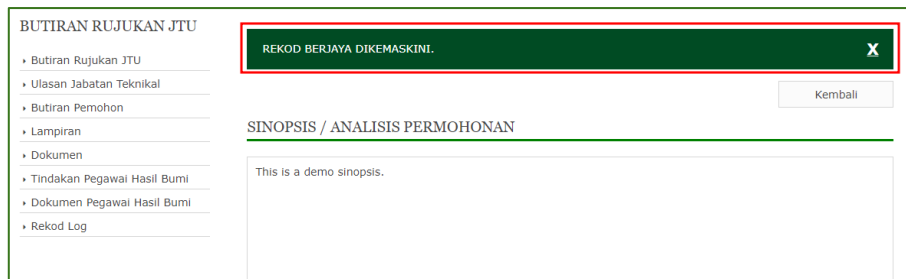 BUTIRAN RUJUKAN JTU
Butiran Rujukan JTU
Ulasan Jabatan Teknikal
Butiran Pemohon
Lampiran
Dokumen
Tindakan Pegawai Hasil Bumi
Dokumen Pegawai Hasil Bumi
Rekod Log
REKOD BERJAYA DIKEMASKINI. X
Kembali
SINOPSIS / ANALISIS PERMOHONAN
This is a demo sinopsis.